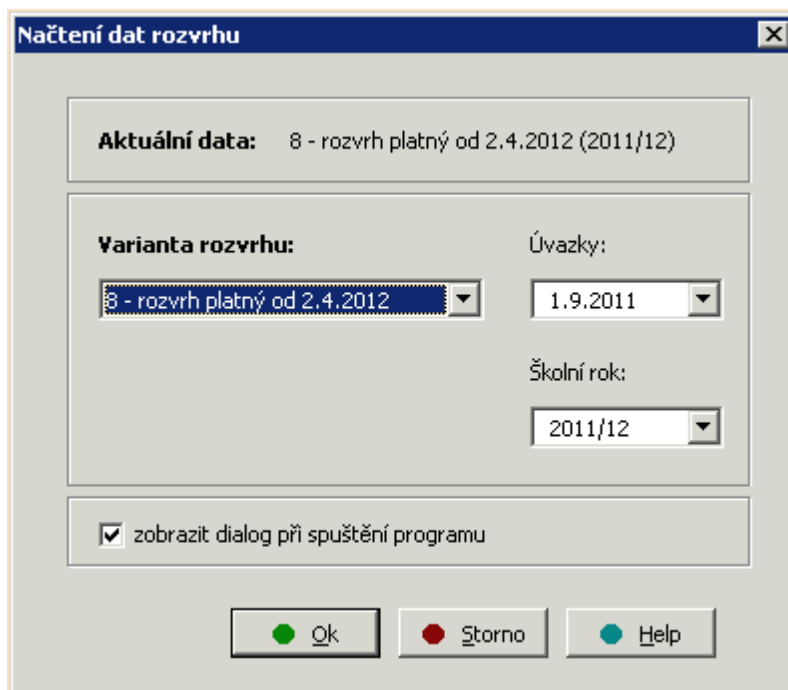 Načtení dat rozvrhu
Aktuální data: 8 - rozvrh platný od 2.4.2012 (2011/12)
Varianta rozvrhu:
8 - rozvrh platný od 2.4.2012
Úvazky:
1.9.2011
Školní rok:
2011/12
zobrazit dialog při spuštění programu
Ok
Storno
Help